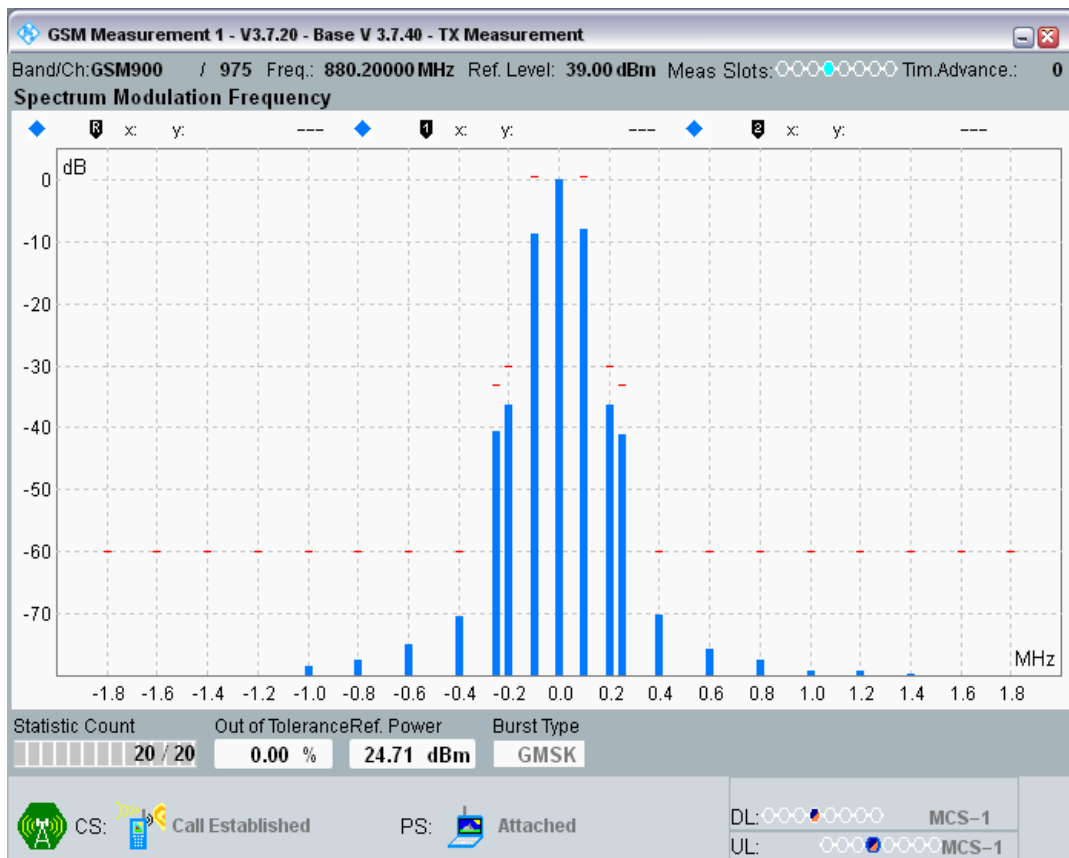 GSM Measurement 1 - V3.7.20 - Base V 3.7.40 - TX Measurement
Band/Ch:GSM900 / 975 Freq.: 880.20000 MHz Ref. Level: 39.00 dBm Meas Slots: Tim.Advance.: 0
Spectrum Modulation Frequency
R x: y: --- 1 x: y: --- 2 x: y: ---
dB
0
-10
-20
-30
-40
-50
-60
-70
MHz
-1.8 -1.6 -1.4 -1.2 -1.0 -0.8 -0.6 -0.4 -0.2 0.0 0.2 0.4 0.6 0.8 1.0 1.2 1.4 1.6 1.8
Statistic Count Out of Tolerance Ref. Power Burst Type
20 / 20 0.00 % 24.71 dBm GMSK
CS: Call Established PS: Attached
DL: MCS-1
UL: MCS-1